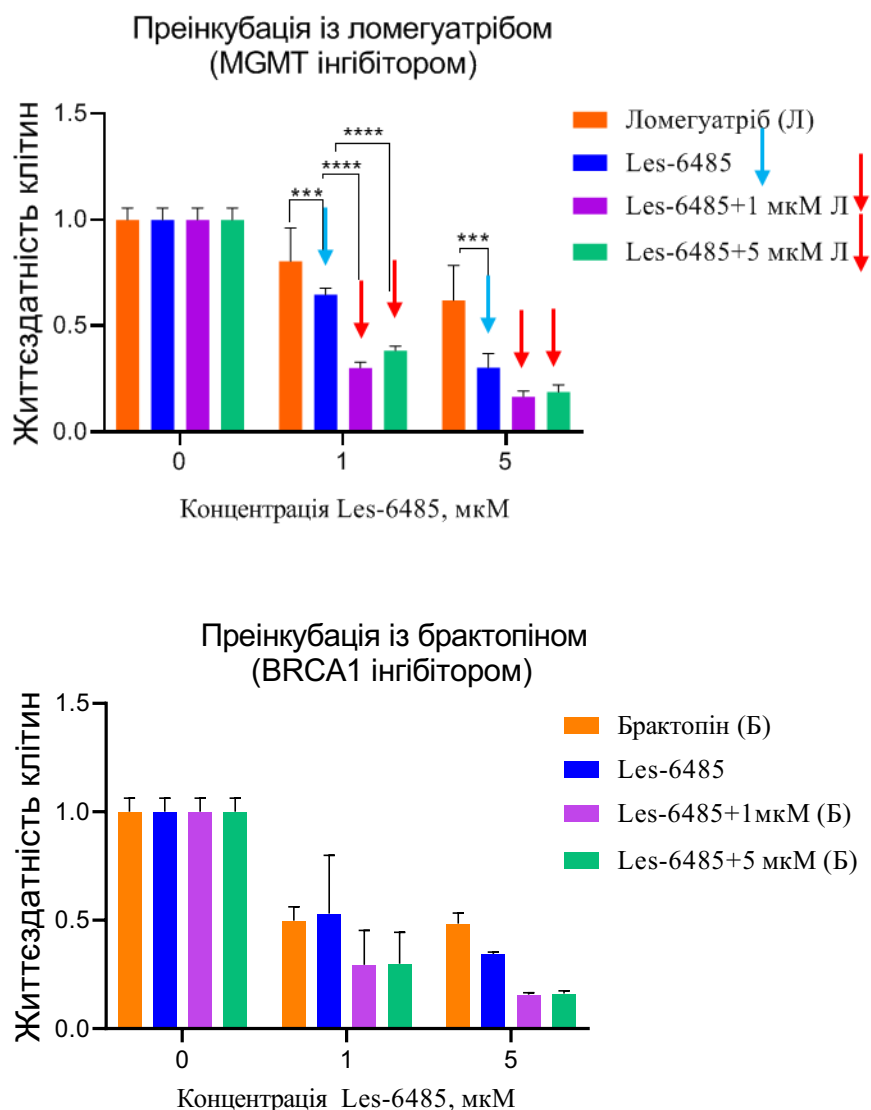 Преінкубація із ломегуатрібом
(MGMT інгібітором)
Життєздатність клітин
1.5
1.0
0.5
0.0
****
****
***
***
0
1
5
Концентрація Les-6485, мкМ
Ломегуатріб (Л)
Les-6485
Les-6485+1 мкМ Л
Les-6485+5 мкМ Л
Преінкубація із брактопіном
(BRCA1 інгібітором)
Життєздатність клітин
1.5
1.0
0.5
0.0
0
1
5
Концентрація Les-6485, мкМ
Брактопін (Б)
Les-6485
Les-6485+1мкМ (Б)
Les-6485+5 мкМ (Б)